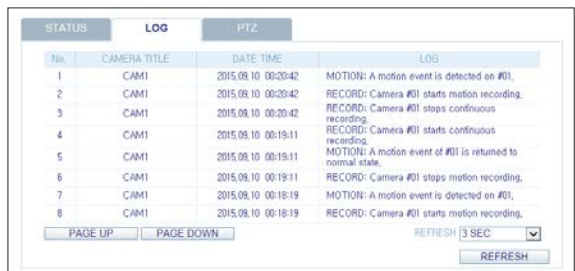 STATUS LOG PTZ
No. CAMERA TITLE DATE TIME LOG
1 CAM1 2015.09.10 00:20:42 MOTION: A motion event is detected on #01.
2 CAM1 2015.09.10 00:20:42 RECORD: Camera #01 starts motion recording.
3 CAM1 2015.09.10 00:20:42 RECORD: Camera #01 stops continuous
recording.
4 CAM1 2015.09.10 00:19:11 RECORD: Camera #01 starts continuous
recording.
5 CAM1 2015.09.10 00:19:11 MOTION: A motion event of #01 is returned to
normal state.
6 CAM1 2015.09.10 00:19:11 RECORD: Camera #01 stops motion recording.
7 CAM1 2015.09.10 00:18:19 MOTION: A motion event is detected on #01.
8 CAM1 2015.09.10 00:18:19 RECORD: Camera #01 starts motion recording.
PAGE UP PAGE DOWN REFRESH 3 SEC
REFRESH